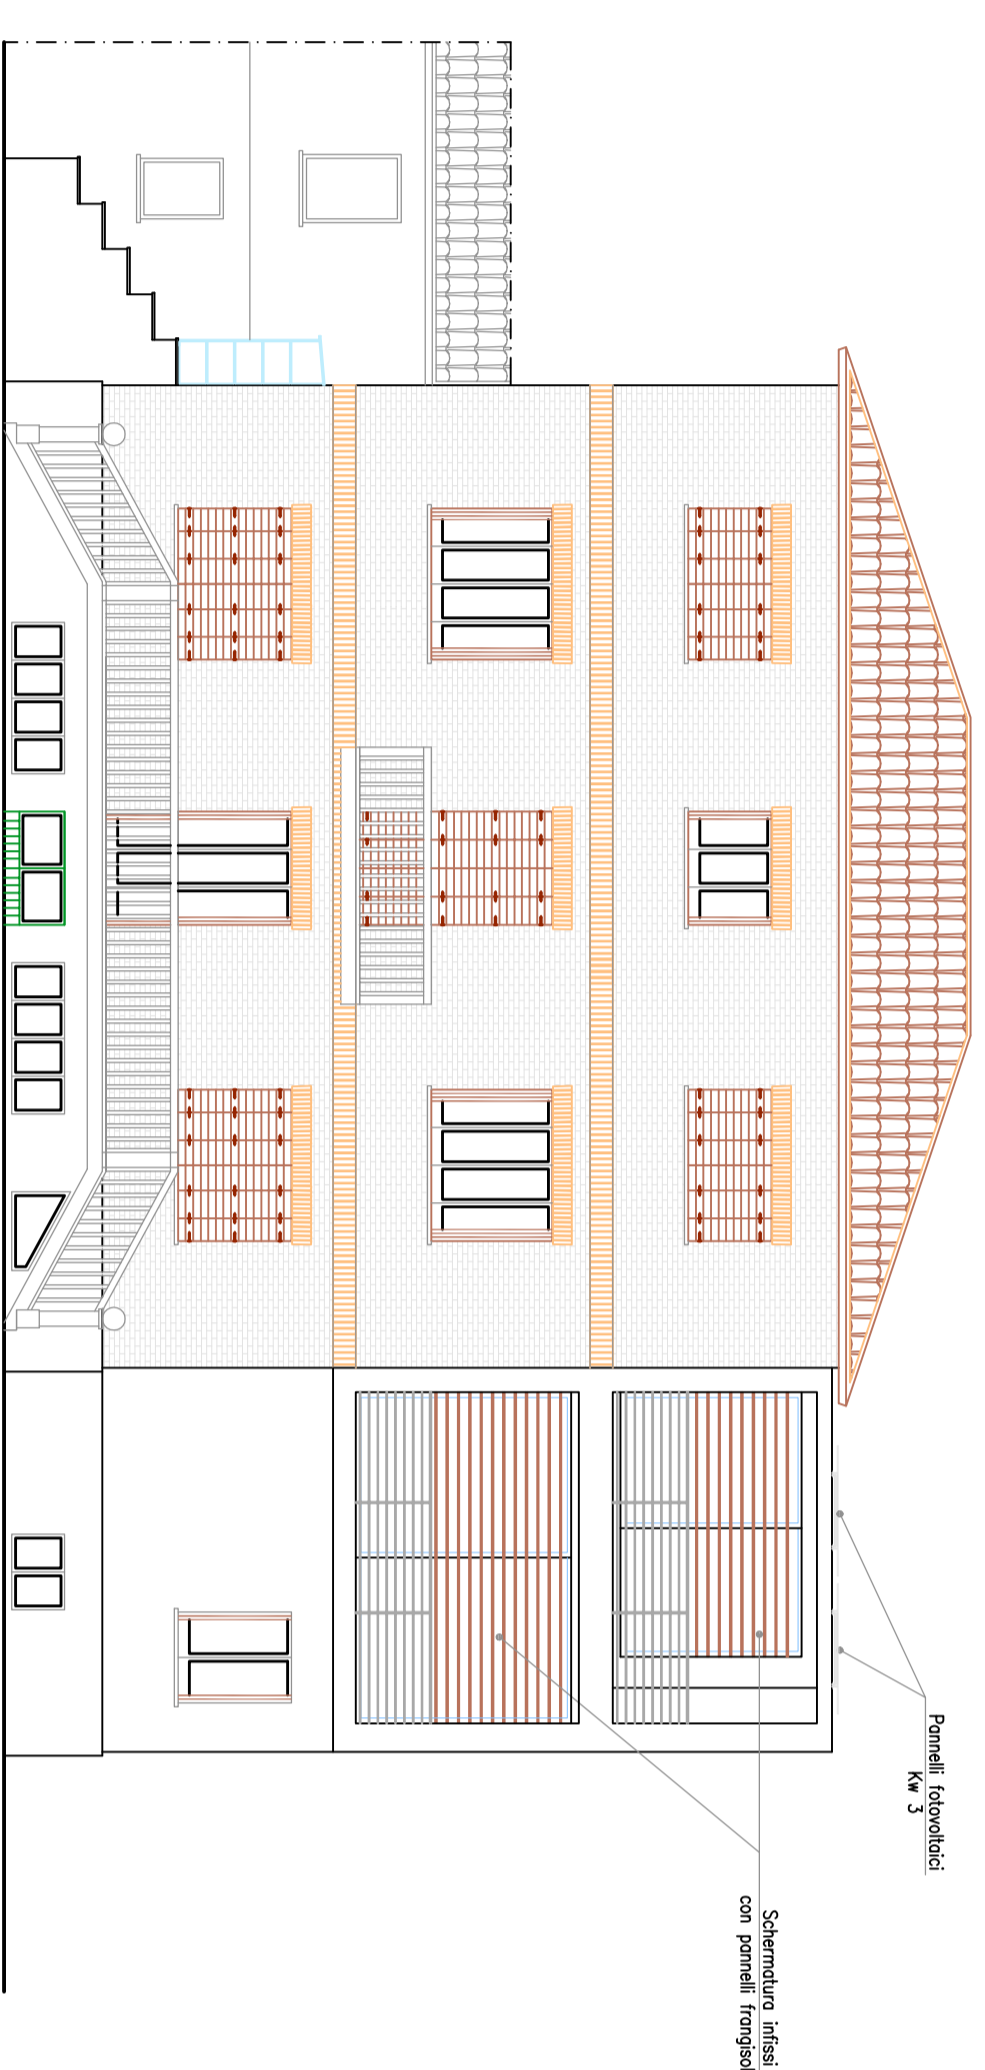 Pannelli fotovoltaici
Kw 3
Schermatura infissi
con pannelli frangisol